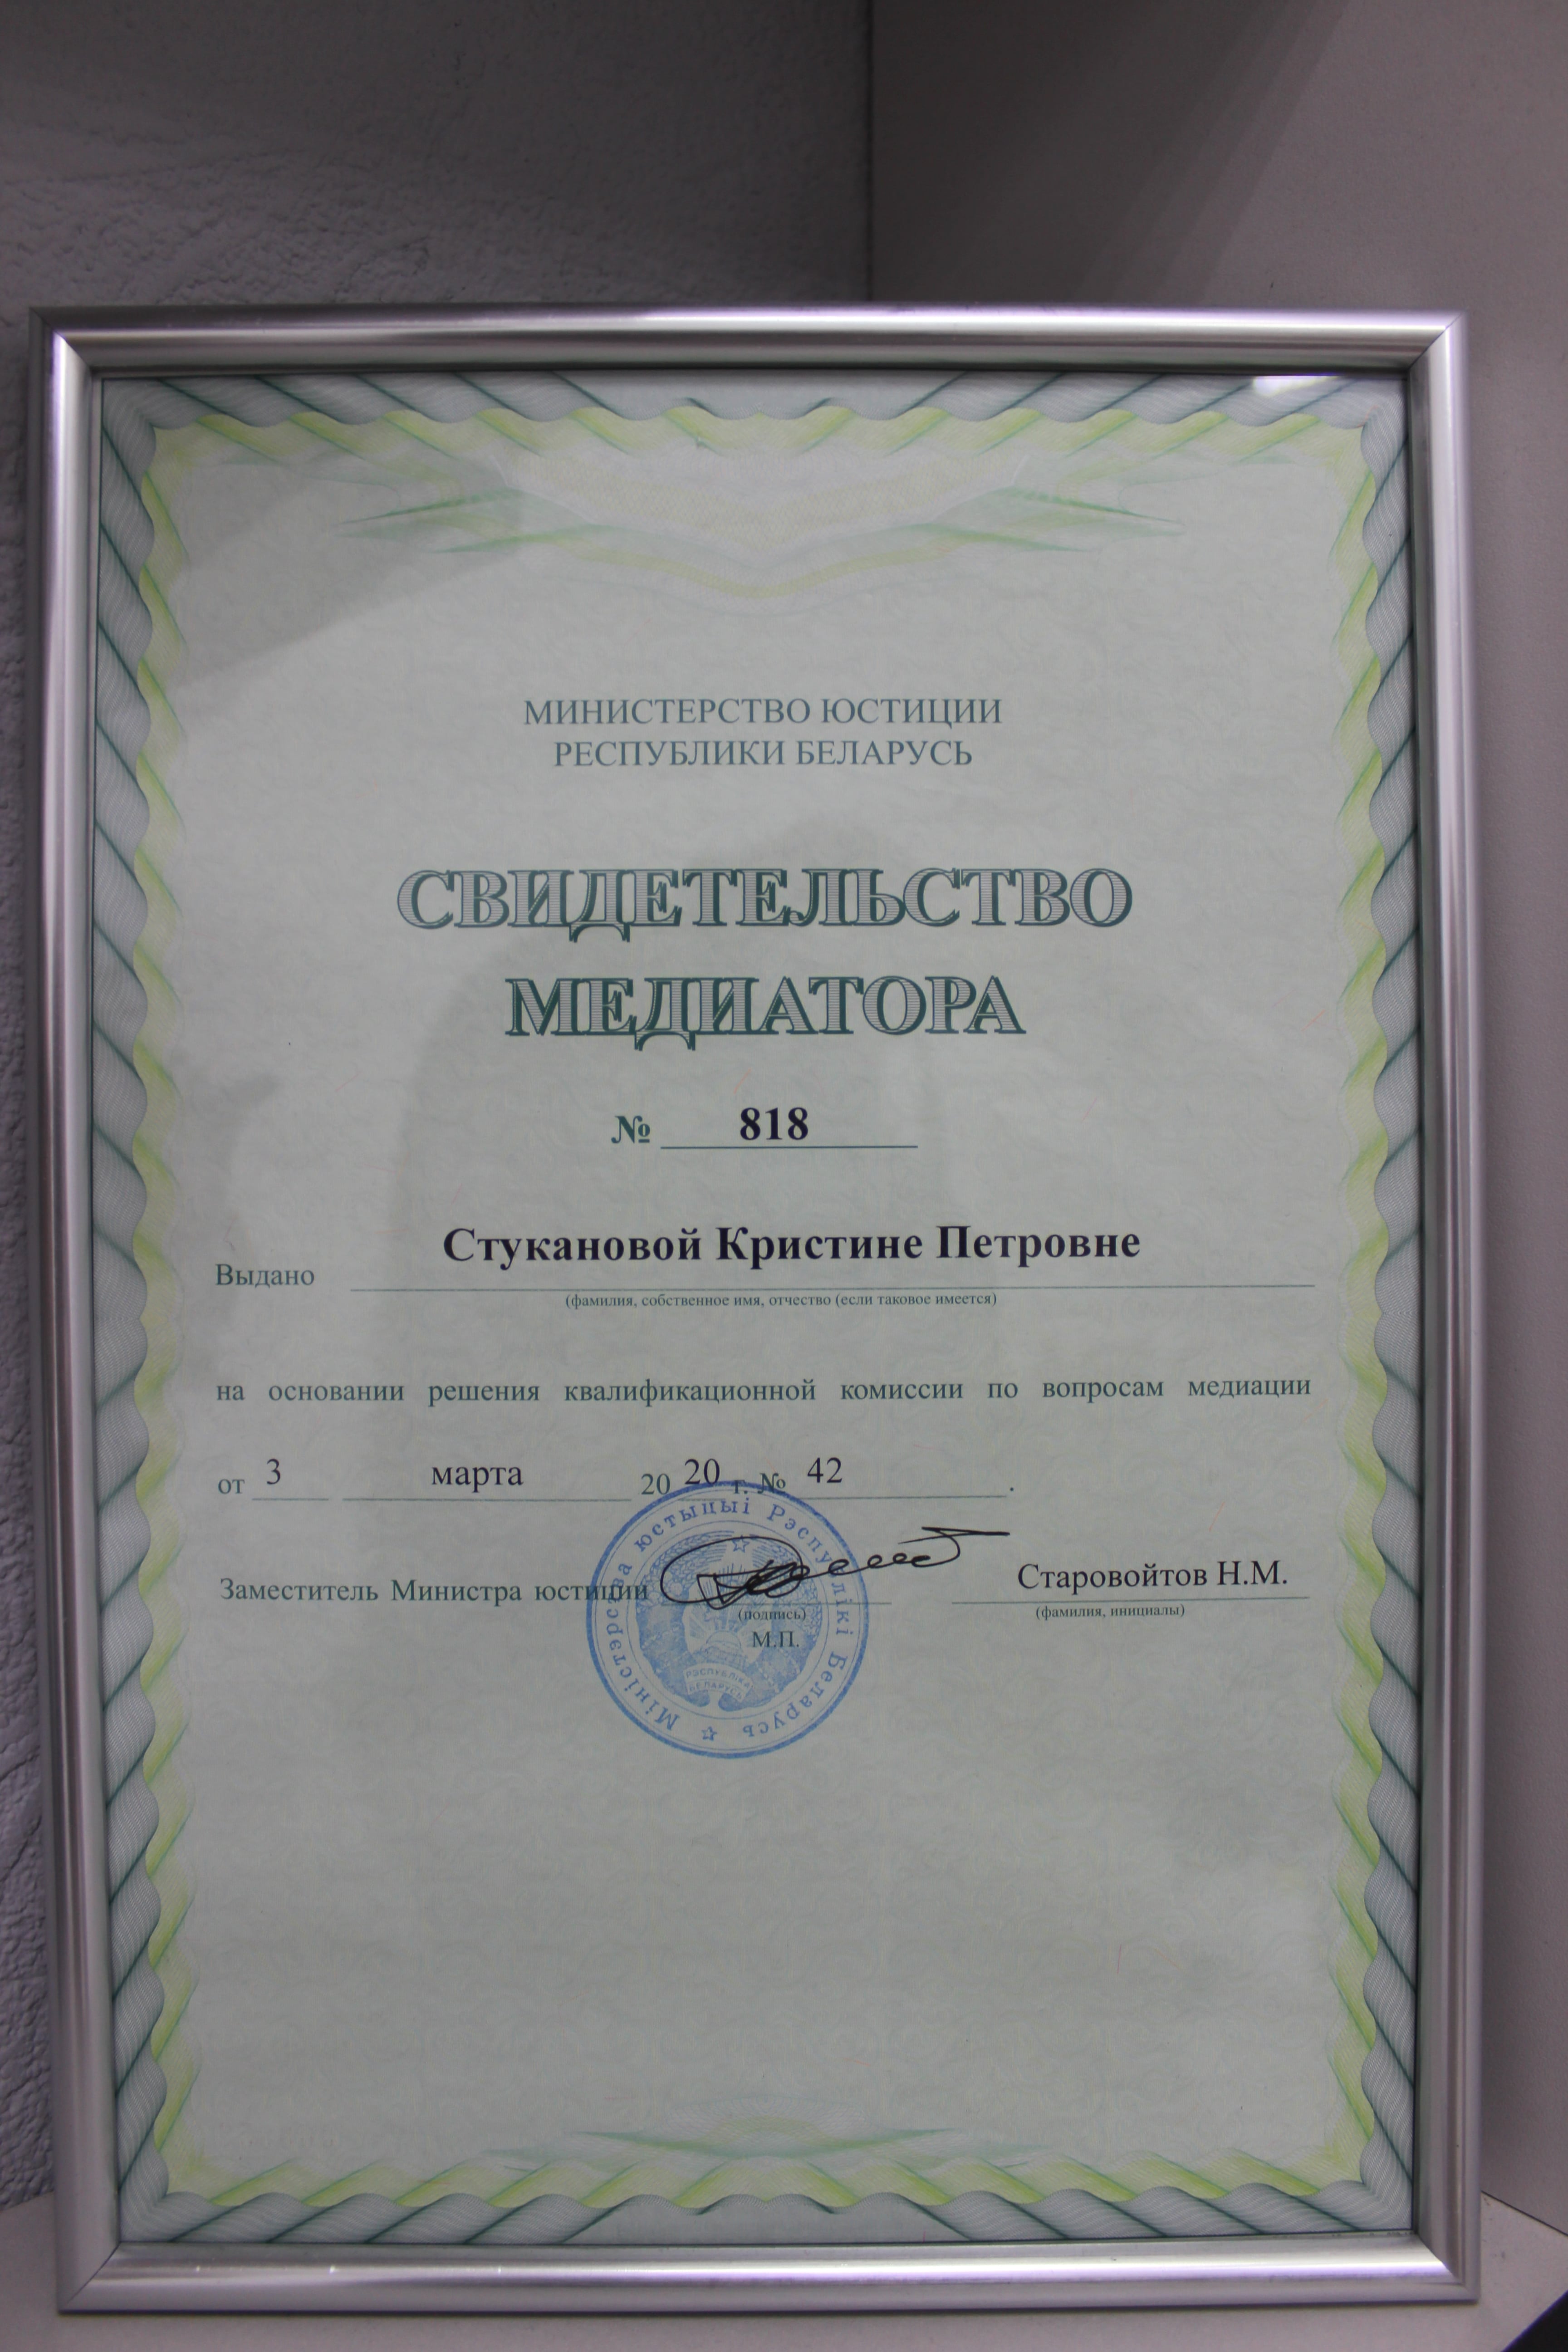 МИНИСТЕРСТВО ЮСТИЦИИ
РЕСПУБЛИКИ БЕЛАРУСЬ
СВИДЕТЕЛЬСТВО
МЕДИАТОРА
№ 818
Стукановой Кристине Петровне
Выдано
(фамилия, собственное имя, отчество (если таковое имеется)
на основании решения квалификационной комиссии по вопросам медиации
от 3 марта 20 20 г. № 42 .
Заместитель Министра юстиции
Старовойтов Н.М.
(подпись)
(фамилия, инициалы)
М.П.
Міністэрства юстыцыі Рэспублікі Беларусь
РЭСПУБЛІКА
БЕЛАРУСЬ